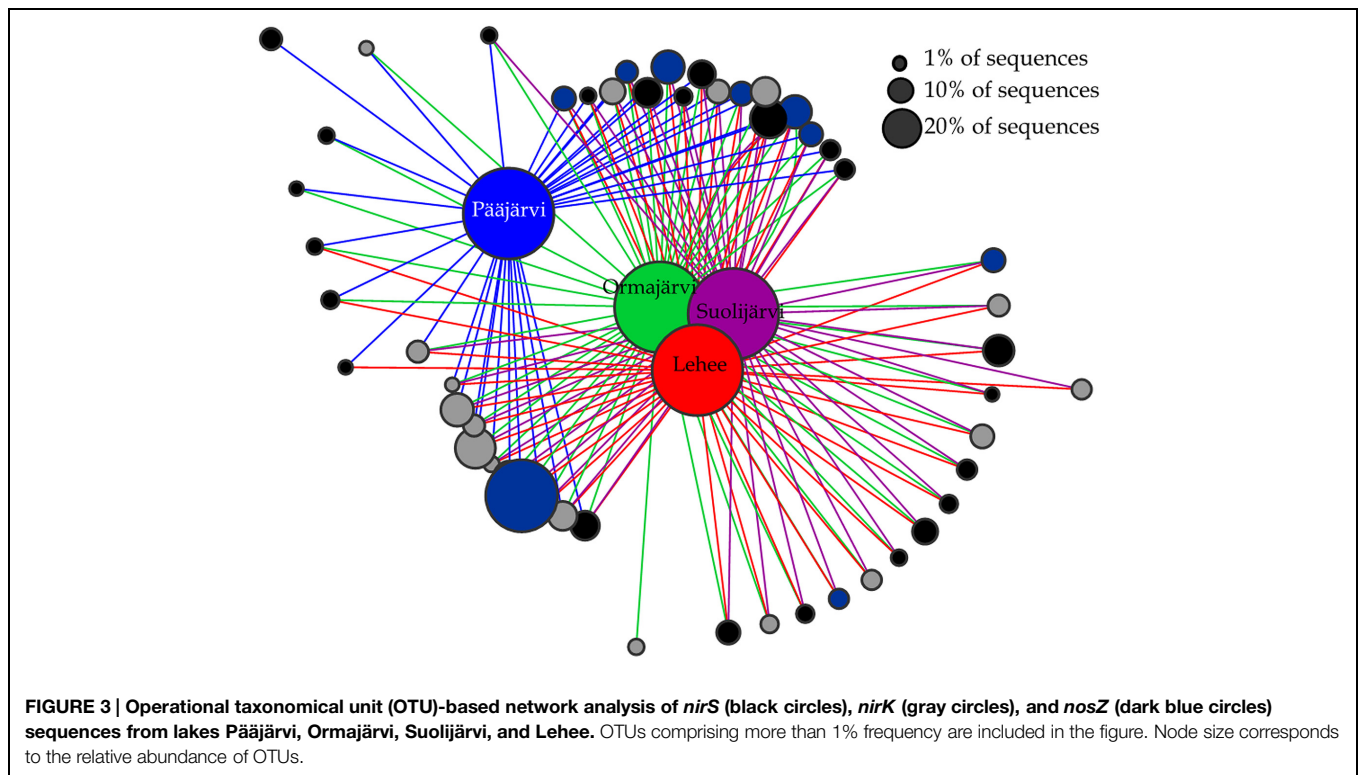 1% of sequences
10% of sequences
20% of sequences
Pääjärvi
Ormajärvi
Suolijärvi
Lehee
FIGURE 3 | Operational taxonomical unit (OTU)-based network analysis of nirS (black circles), nirK (gray circles), and nosZ (dark blue circles)
sequences from lakes Pääjärvi, Ormajärvi, Suolijärvi, and Lehee. OTUs comprising more than 1% frequency are included in the figure. Node size corresponds
to the relative abundance of OTUs.